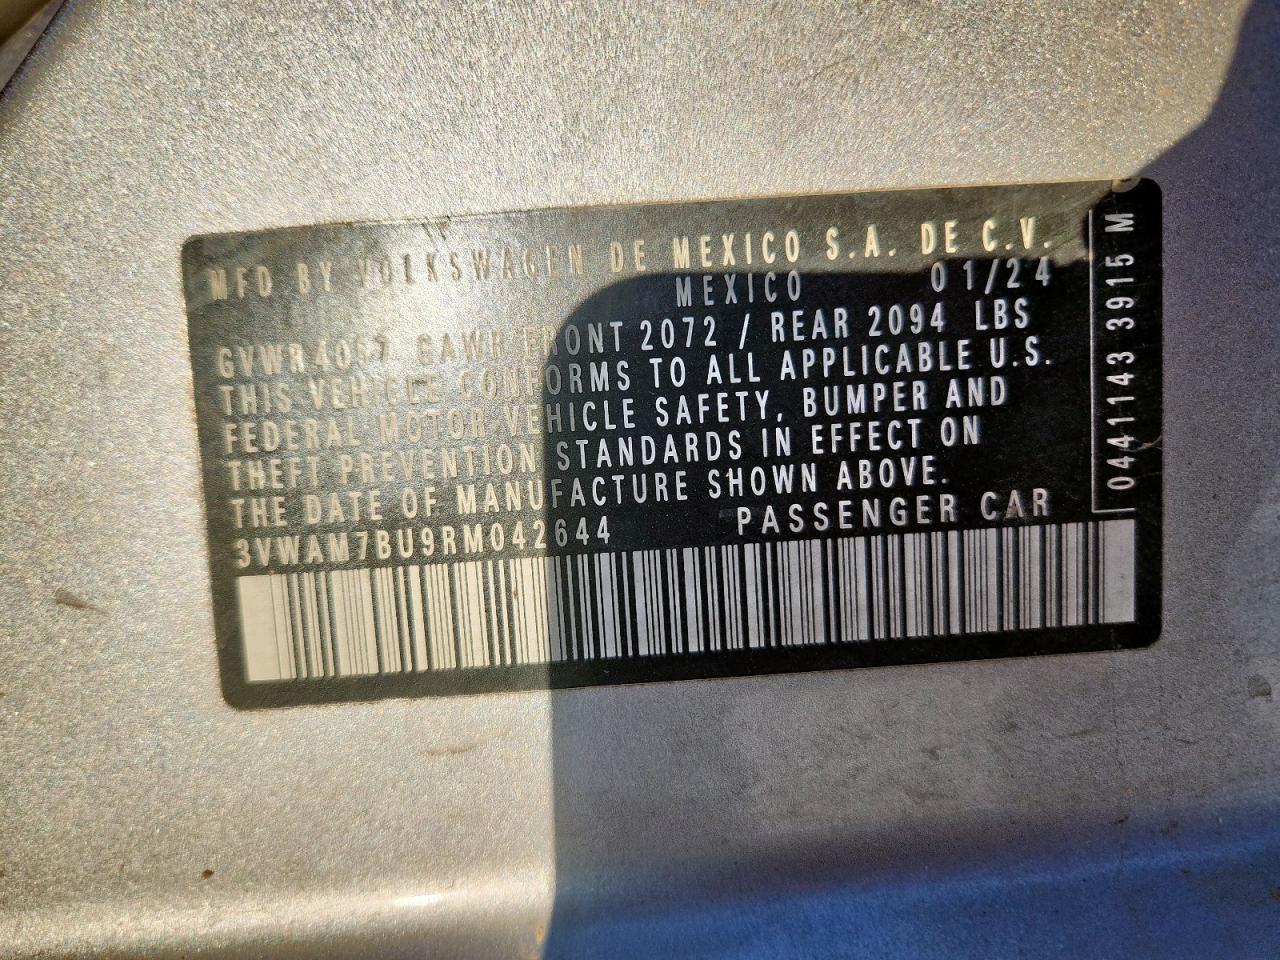 MFD BY VOLKSWAGEN DE MEXICO S.A. DE C.V.
MEXICO 01/24
GVWR GAWR FRONT 2072 / REAR 2094 LBS
THIS VEHICLE CONFORMS TO ALL APPLICABLE U.S.
FEDERAL MOTOR VEHICLE SAFETY, BUMPER AND
THEFT PREVENTION STANDARDS IN EFFECT ON
THE DATE OF MANUFACTURE SHOWN ABOVE.
3VWAM7BU9RM042644 PASSENGER CAR
0441143 3915 M